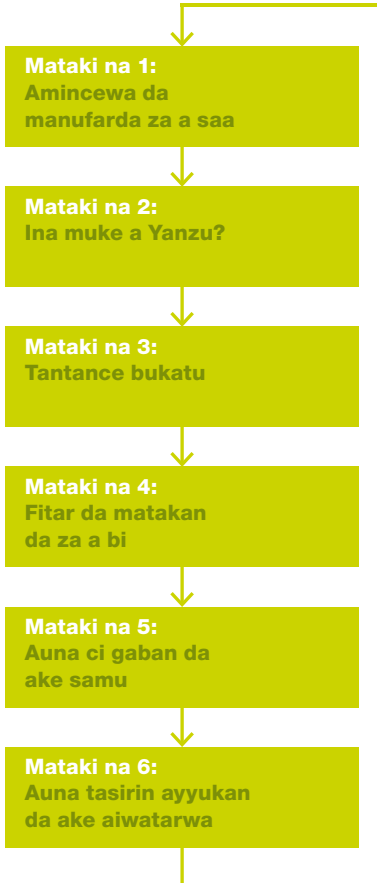 Mataki na 1:
Amincewa da
manufarda za a saa
Mataki na 2:
Ina muke a Yanzu?
Mataki na 3:
Tantance bukatu
Mataki na 4:
Fitar da matakan
da za a bi
Mataki na 5:
Auna ci gaban da
ake samu
Mataki na 6:
Auna tasirin ayyukan
da ake aiwatarwa